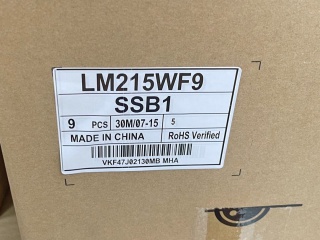 LM215WF9
SSB1
9 PCS 30M/07-15 5
MADE IN CHINA RoHS Verified
VKF47J02130MB MHA